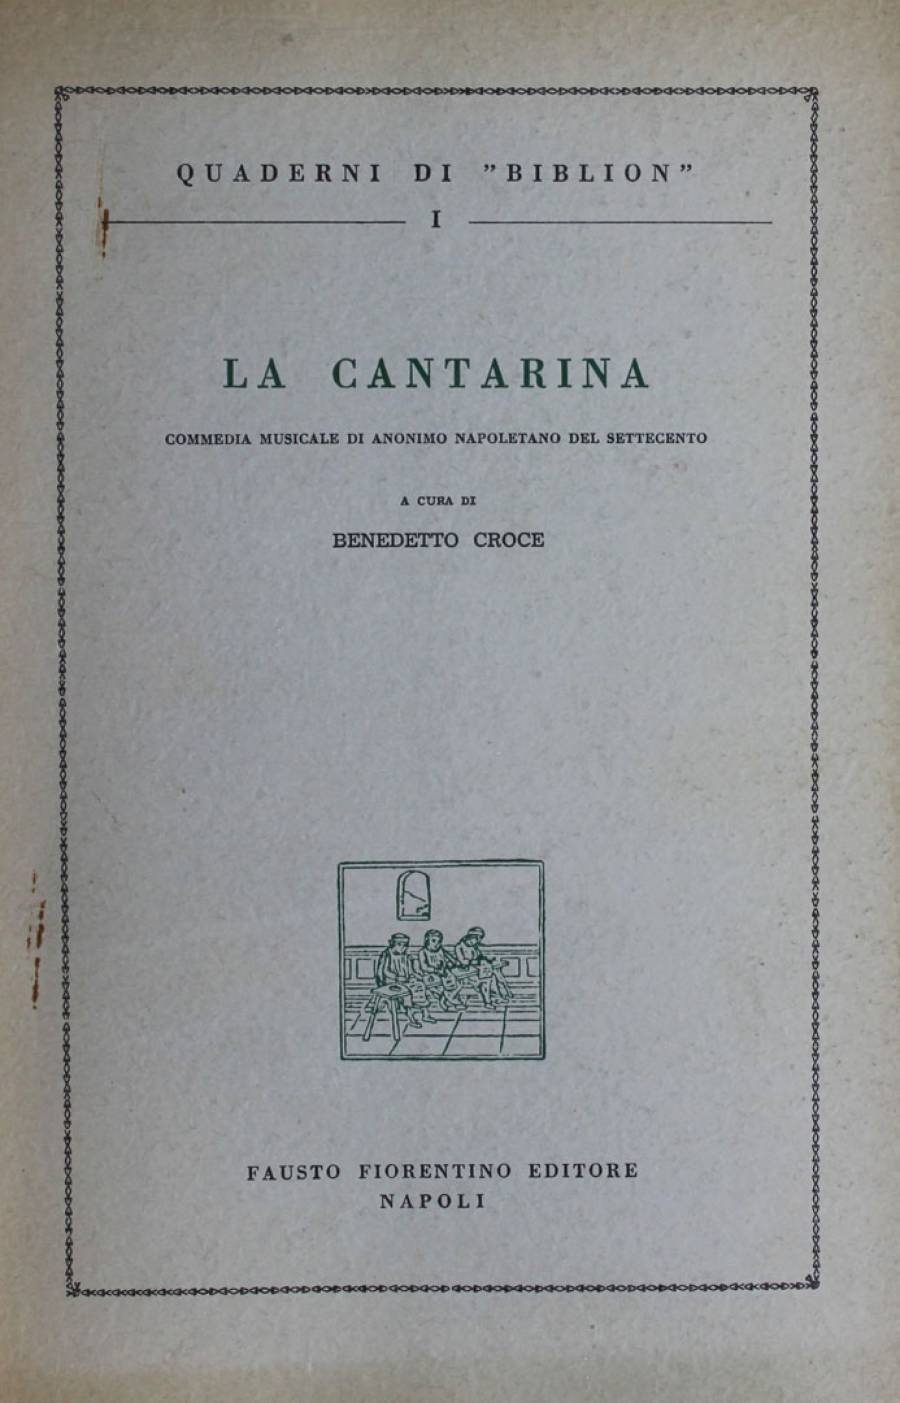 QUADERNI DI "BIBLION"
I
LA CANTARINA
COMMEDIA MUSICALE DI ANONIMO NAPOLETANO DEL SETTECENTO
A CURA DI
BENEDETTO CROCE
FAUSTO FIORENTINO EDITORE
NAPOLI